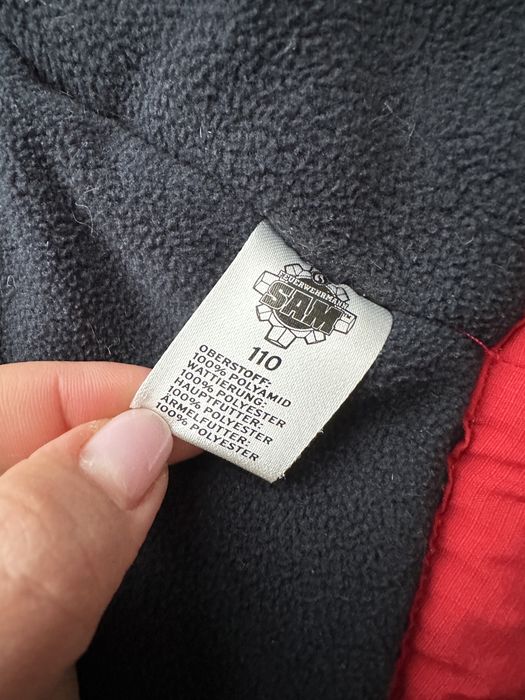 FEUERWEHRMANN
SAM
110
OBERSTOFF:
100% POLYAMID
WATTIERUNG:
100% POLYESTER
HAUPTFUTTER:
100% POLYESTER
ÄRMELFUTTER:
100% POLYESTER